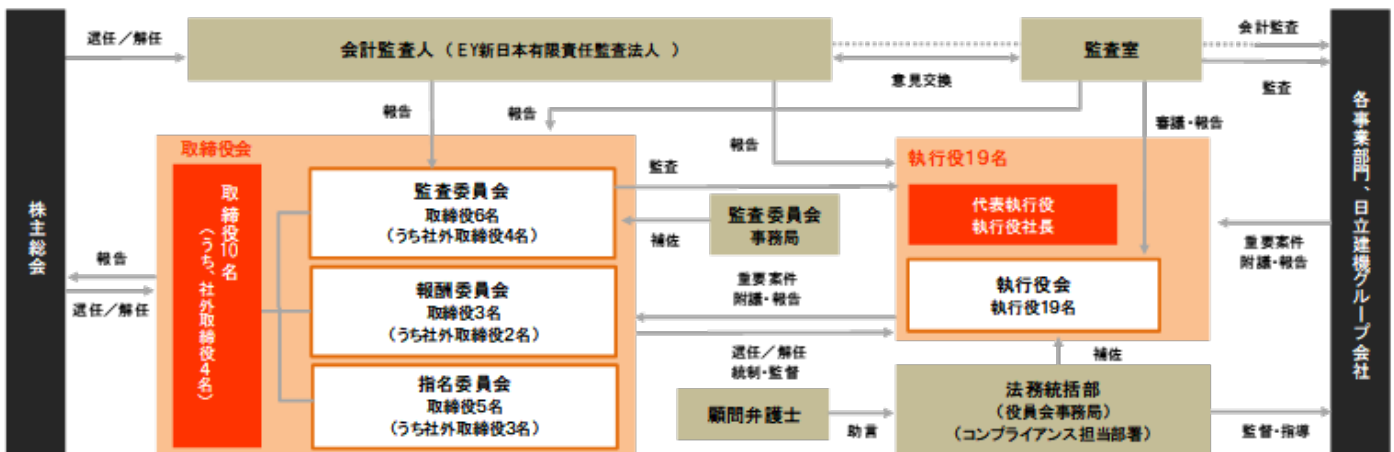 株主総会
選任/解任
会計監査人（EY新日本有限責任監査法人）
監査室
会計監査
意見交換
監査
各事業部門、日立建機グループ会社
報告
報告
報告
審議・報告
取締役会
取締役10名
（うち、社外取締役4名）
監査委員会
取締役6名
（うち社外取締役4名）
監査
補佐
監査委員会
事務局
執行役19名
代表執行役
執行役社長
執行役会
執行役19名
重要案件
附議・報告
報告
選任/解任
報酬委員会
取締役3名
（うち社外取締役2名）
重要案件
附議・報告
選任/解任
統制・監督
指名委員会
取締役5名
（うち社外取締役3名）
顧問弁護士
助言
補佐
法務統括部
（役員会事務局）
（コンプライアンス担当部署）
監督・指導